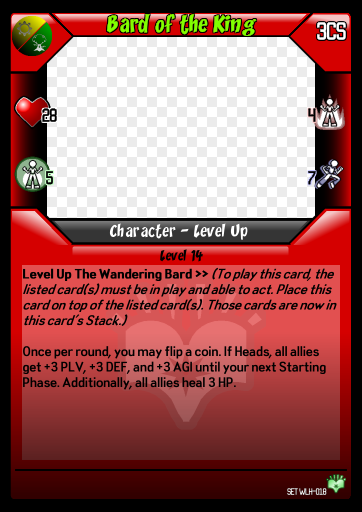 Bard of the King
3CS
28
4
5
7
Character - Level Up
Level 14
Level Up The Wandering Bard >> (To play this card, the
listed card(s) must be in play and able to act. Place this
card on top of the listed card(s). Those cards are now in
this card's Stack.)
Once per round, you may flip a coin. If Heads, all allies
get +3 PLV, +3 DEF, and +3 AGI until your next Starting
Phase. Additionally, all allies heal 3 HP.
SET WLH-018